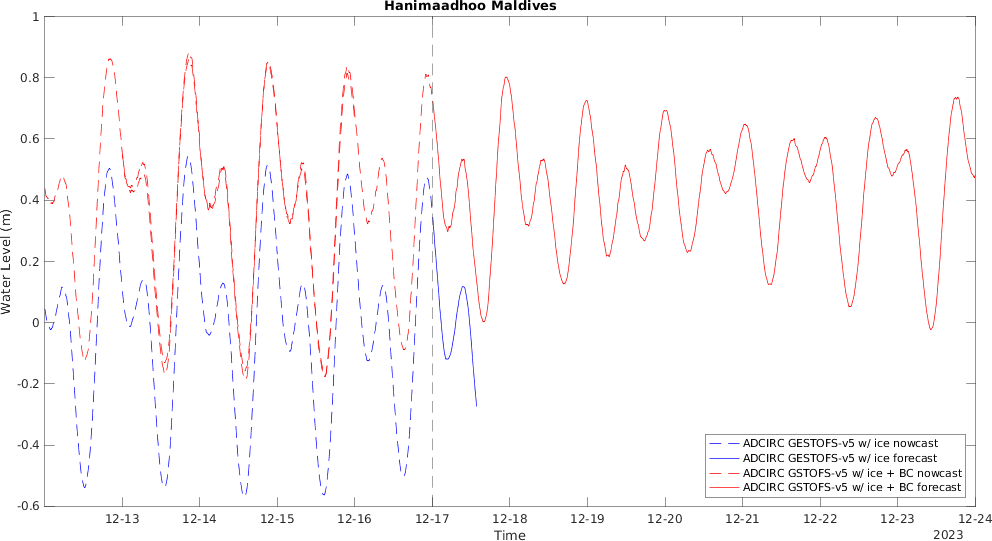 Hanimaadhoo Maldives
Water Level (m)
1
0.8
0.6
0.4
0.2
0
-0.2
-0.4
-0.6
ADCIRC GESTOFS-v5 w/ ice nowcast
ADCIRC GESTOFS-v5 w/ ice forecast
ADCIRC GSTOFS-v5 w/ ice + BC nowcast
ADCIRC GSTOFS-v5 w/ ice + BC forecast
12-13 12-14 12-15 12-16 12-17 12-18 12-19 12-20 12-21 12-22 12-23 12-24
Time
2023